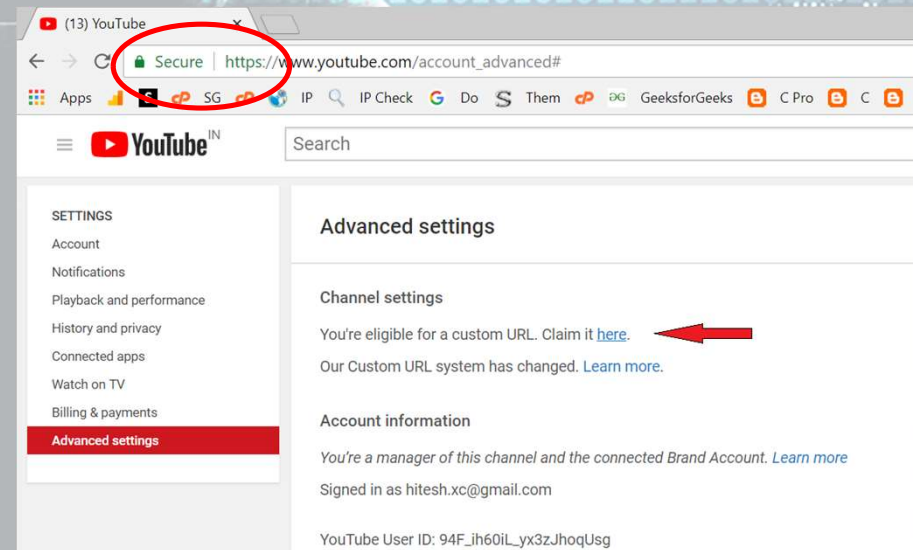 (13) YouTube
Secure | https://www.youtube.com/account_advanced#
Apps S cP SG cP IP IP Check G Do S Them cP GeeksforGeeks C Pro C
YouTube IN
Search
SETTINGS
Account
Notifications
Playback and performance
History and privacy
Connected apps
Watch on TV
Billing & payments
Advanced settings
Advanced settings
Channel settings
You're eligible for a custom URL. Claim it here.
Our Custom URL system has changed. Learn more.
Account information
You're a manager of this channel and the connected Brand Account. Learn more
Signed in as hitesh.xc@gmail.com
YouTube User ID: 94F_ih60iL_yx3zJhoqUsg